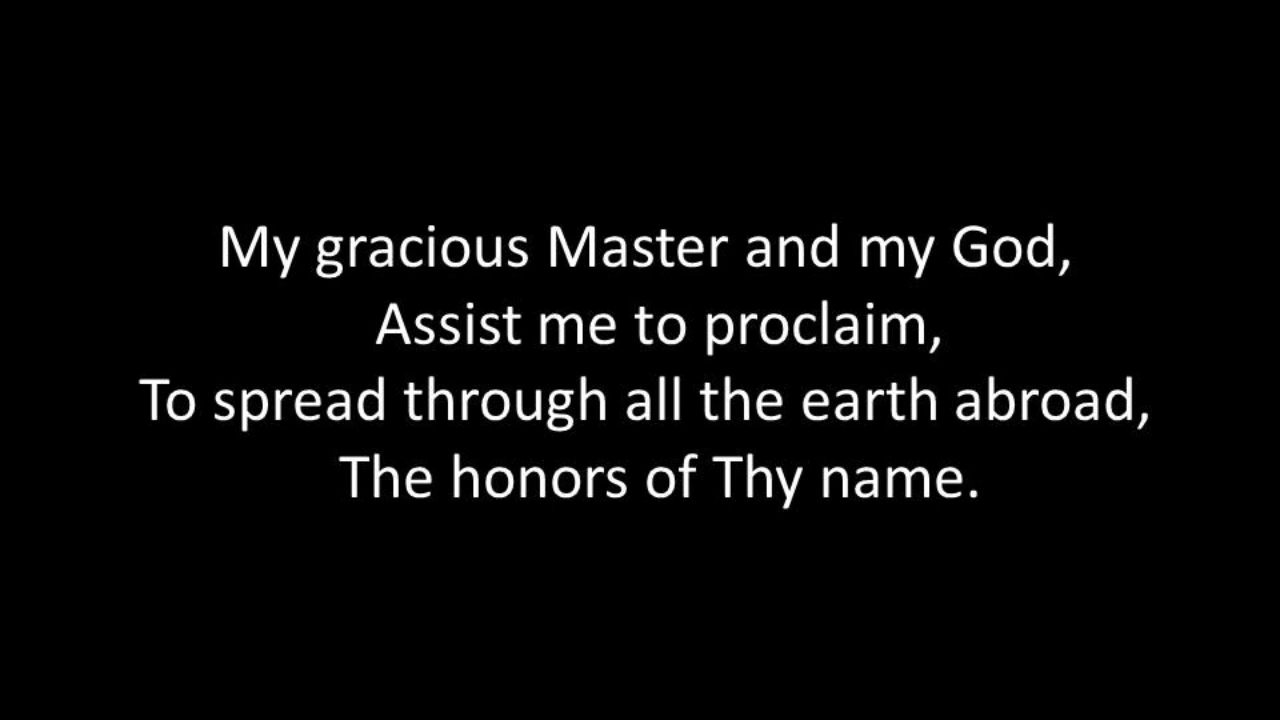 My gracious Master and my God,
Assist me to proclaim,
To spread through all the earth abroad,
The honors of Thy name.